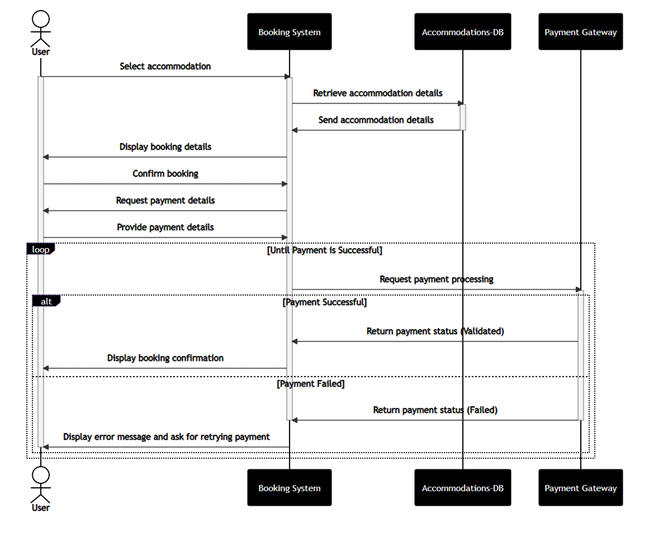 User
Booking System
Accommodations-DB
Payment Gateway
Select accommodation
Retrieve accommodation details
Send accommodation details
Display booking details
Confirm booking
Request payment details
Provide payment details
loop
[Until Payment is Successful]
Request payment processing
alt
[Payment Successful]
Return payment status (Validated)
Display booking confirmation
[Payment Failed]
Return payment status (Failed)
Display error message and ask for retrying payment
User
Booking System
Accommodations-DB
Payment Gateway